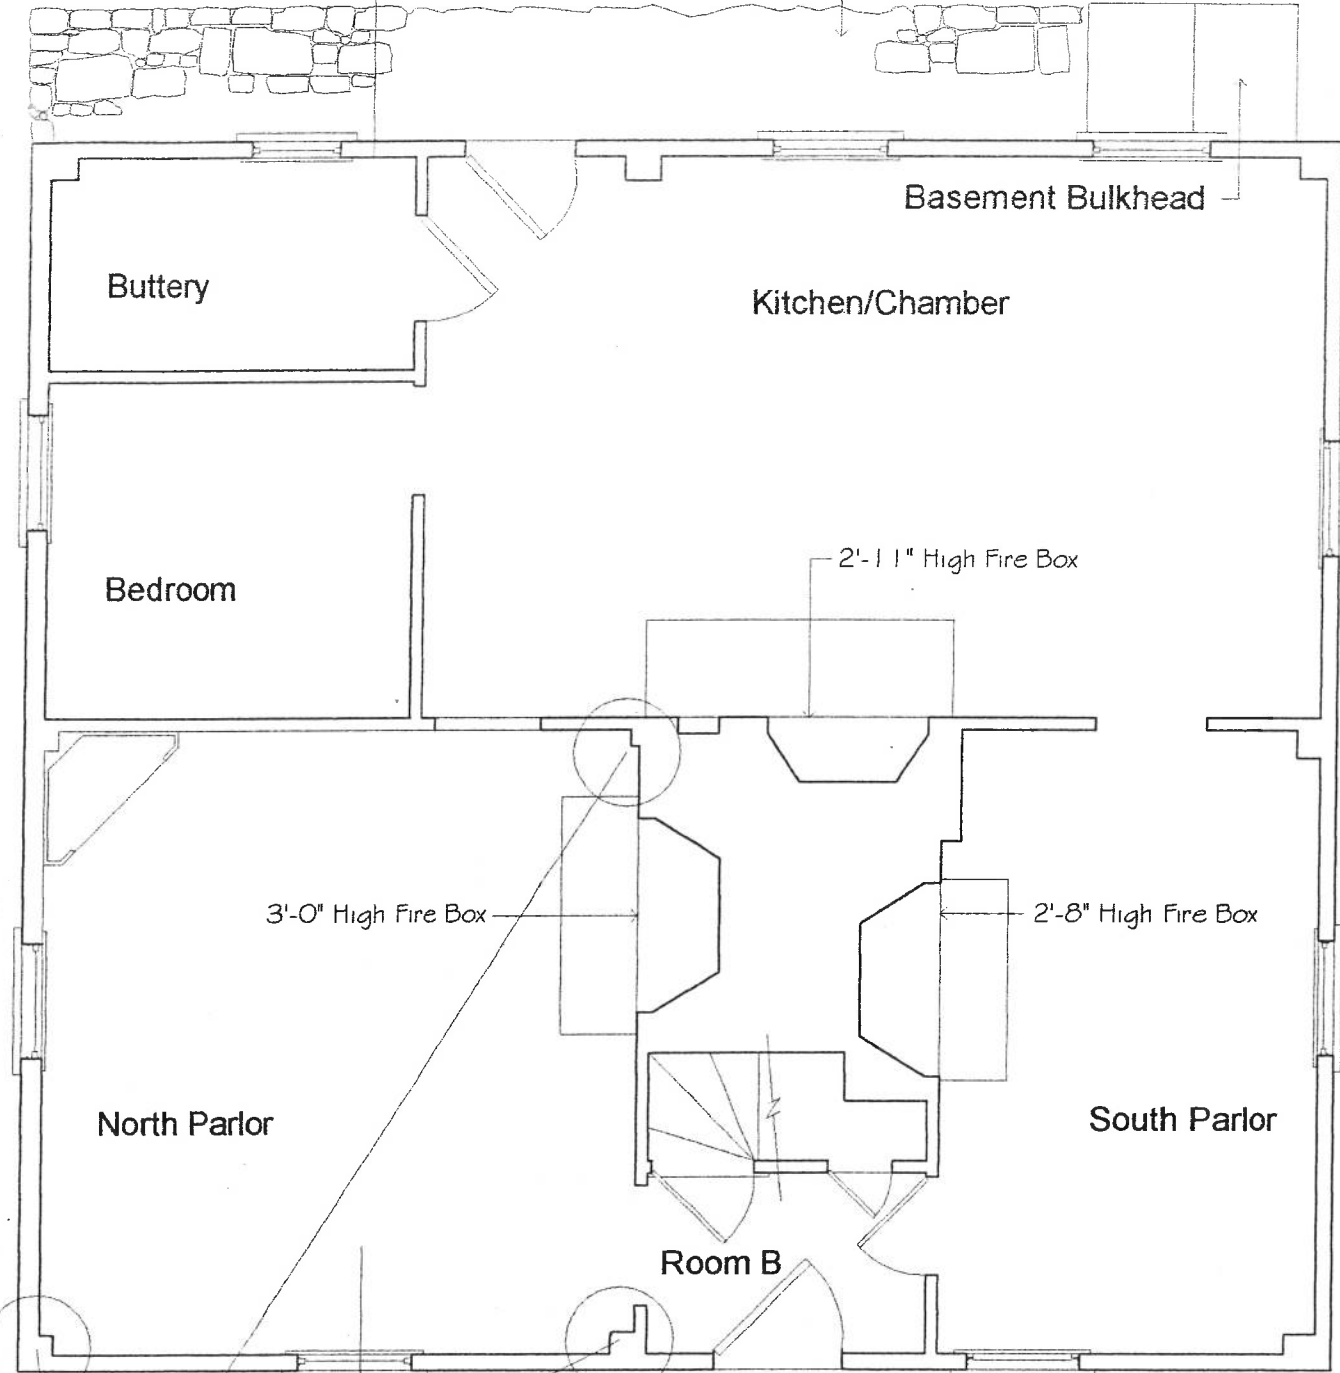 Basement Bulkhead
Buttery
Kitchen/Chamber
2'-11" High Fire Box
Bedroom
3'-0" High Fire Box
2'-8" High Fire Box
North Parlor
South Parlor
Room B